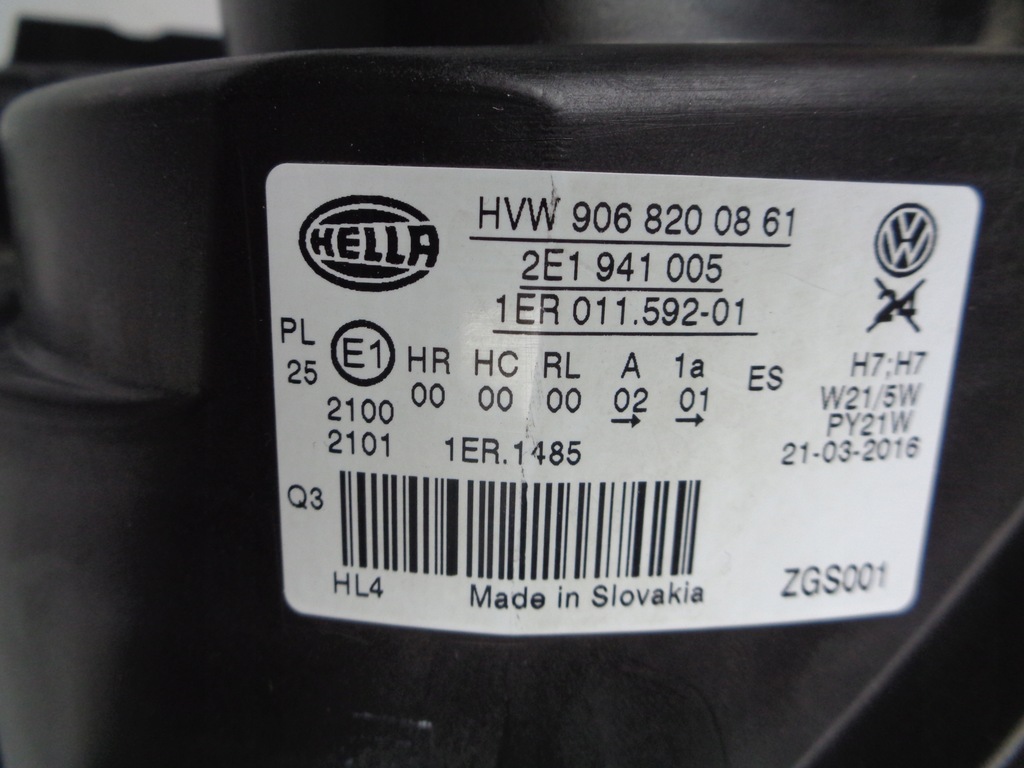 HELLA
HVW 906 820 08 61
2E1 941 005
1ER 011.592-01
VW
24
PL
25
E1
HR HC RL A 1a
00 00 00 02 01
→ →
ES
H7;H7
W21/5W
PY21W
21-03-2016
2100
2101
1ER.1485
Q3
HL4
Made in Slovakia
ZGS001